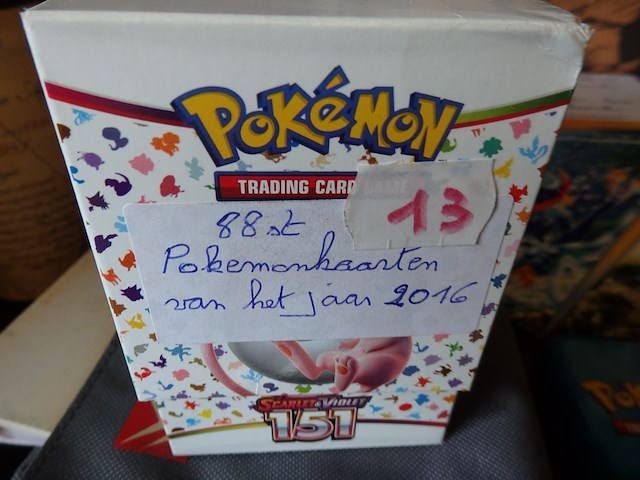 POKÉMON
TRADING CARD GAME
13
88 st
Pokemonkaarten
van het jaar 2016
SCARLET & VIOLET
151